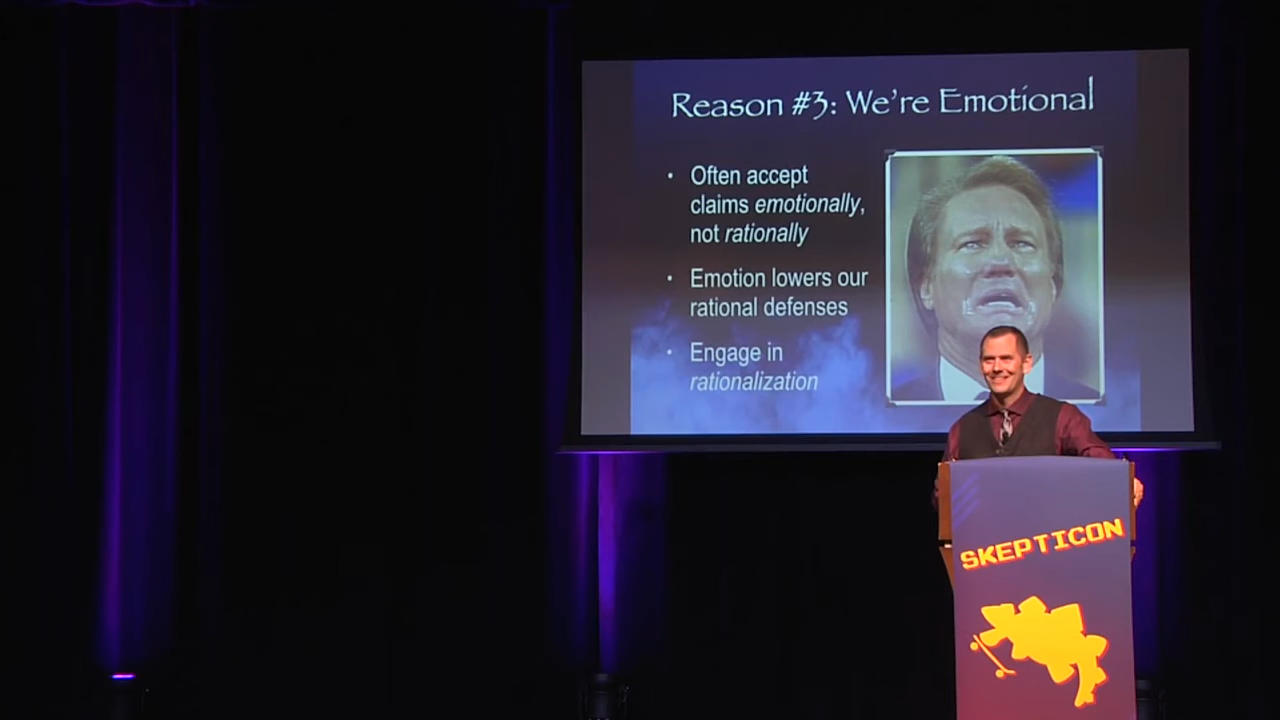 Reason #3: We're Emotional
• Often accept
claims emotionally,
not rationally
• Emotion lowers our
rational defenses
• Engage in
rationalization
SKEPTICON